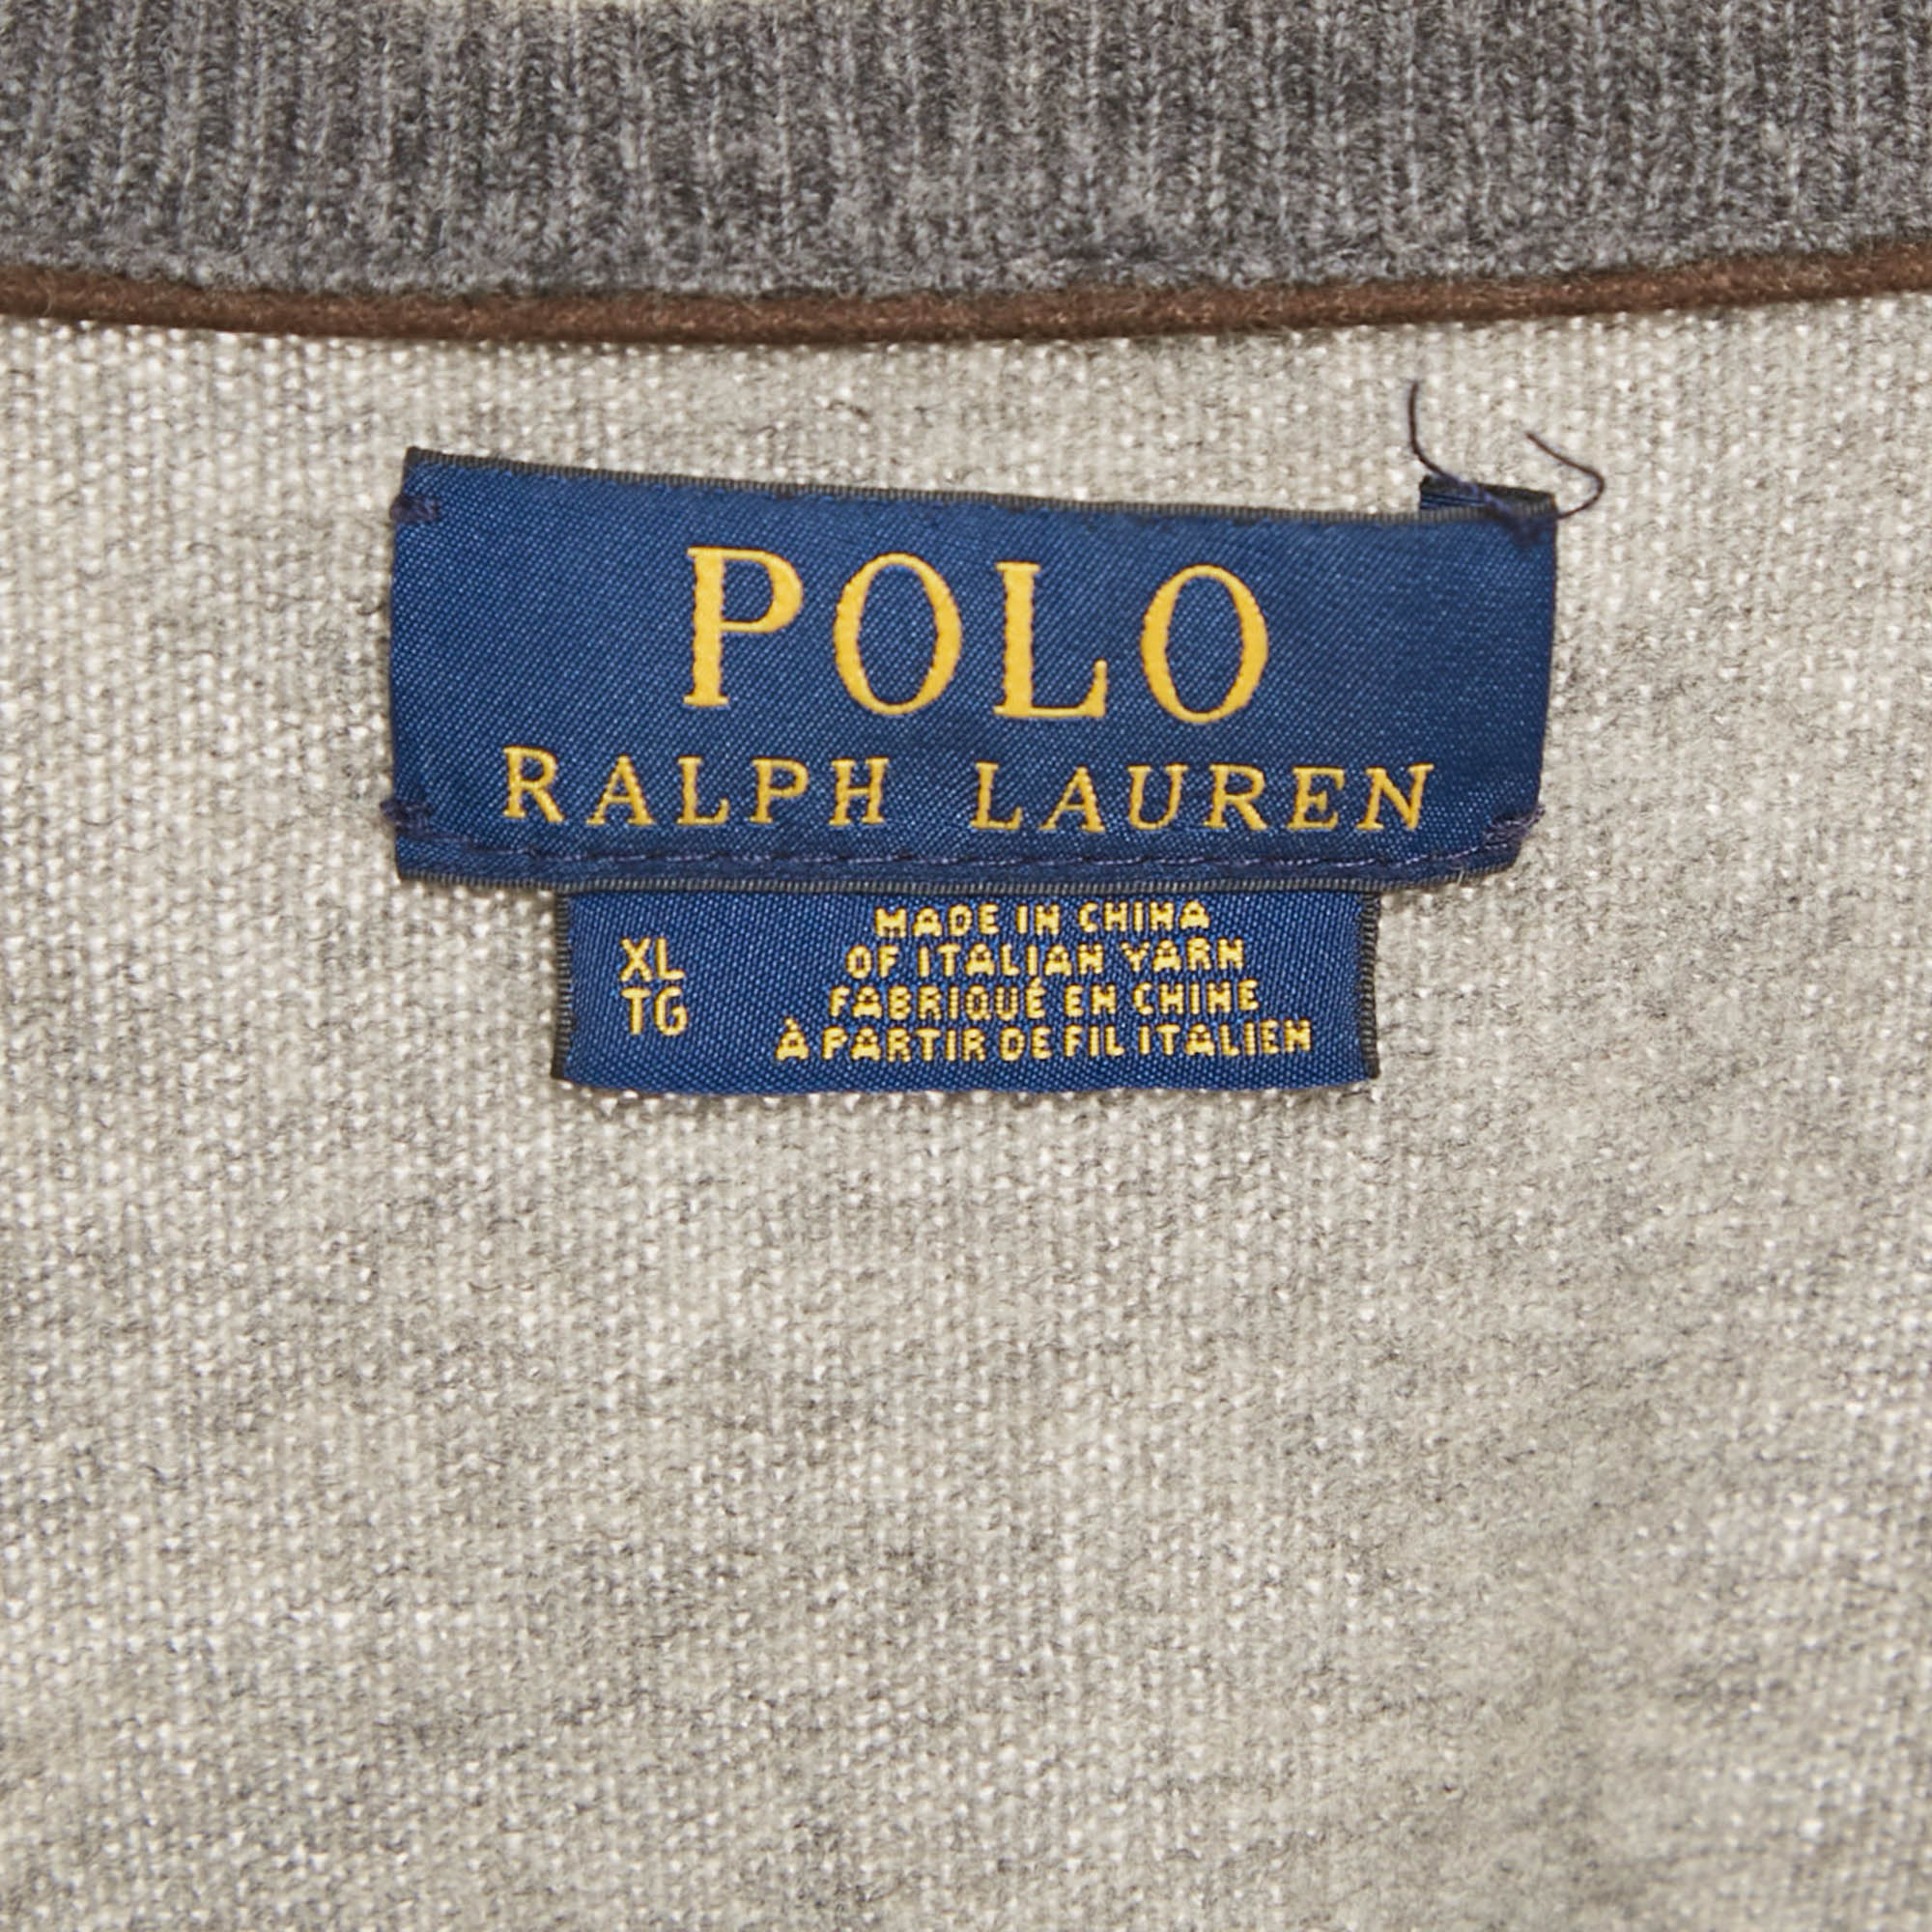 POLO
RALPH LAUREN
XL
TG
MADE IN CHINA
OF ITALIAN YARN
FABRIQUÉ EN CHINE
À PARTIR DE FIL ITALIEN